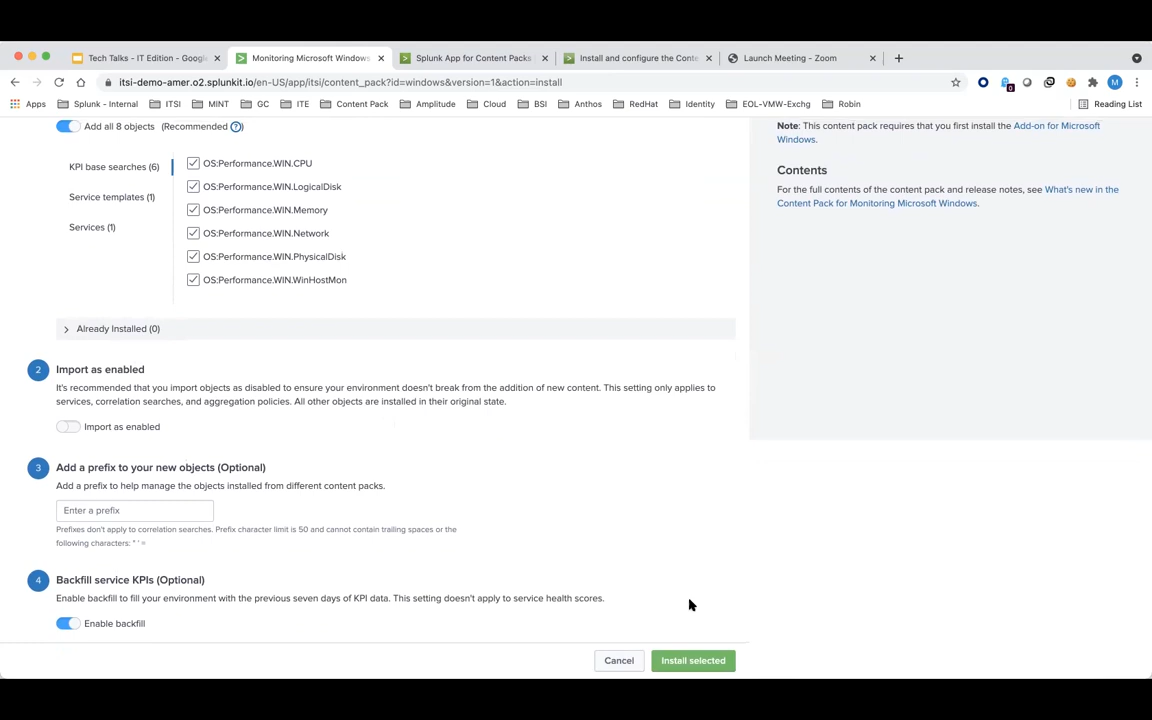 Tech Talks - IT Edition - Google
Monitoring Microsoft Windows
Splunk App for Content Packs
Install and configure the Conte
Launch Meeting - Zoom
itsi-demo-amer.o2.splunkit.io/en-US/app/itsi/content_pack?id=windows&version=1&action=install
0
M
Apps
Splunk - Internal
ITSI
MINT
GC
ITE
Content Pack
Amplitude
Cloud
BSI
Anthos
RedHat
Identity
EOL-VMW-Exchg
Robin
Reading List
Add all 8 objects (Recommended ?)
KPI base searches (6)
Service templates (1)
Services (1)
OS:Performance.WIN.CPU
OS:Performance.WIN.LogicalDisk
OS:Performance.WIN.Memory
OS:Performance.WIN.Network
OS:Performance.WIN.PhysicalDisk
OS:Performance.WIN.WinHostMon
Already Installed (0)
2 Import as enabled
It's recommended that you import objects as disabled to ensure your environment doesn't break from the addition of new content. This setting only applies to
services, correlation searches, and aggregation policies. All other objects are installed in their original state.
Import as enabled
3 Add a prefix to your new objects (Optional)
Add a prefix to help manage the objects installed from different content packs.
Enter a prefix
Prefixes don't apply to correlation searches. Prefix character limit is 50 and cannot contain trailing spaces or the
following characters: " ' =
4 Backfill service KPIs (Optional)
Enable backfill to fill your environment with the previous seven days of KPI data. This setting doesn't apply to service health scores.
Enable backfill
Cancel
Install selected
Note: This content pack requires that you first install the Add-on for Microsoft
Windows.
Contents
For the full contents of the content pack and release notes, see What's new in the
Content Pack for Monitoring Microsoft Windows.